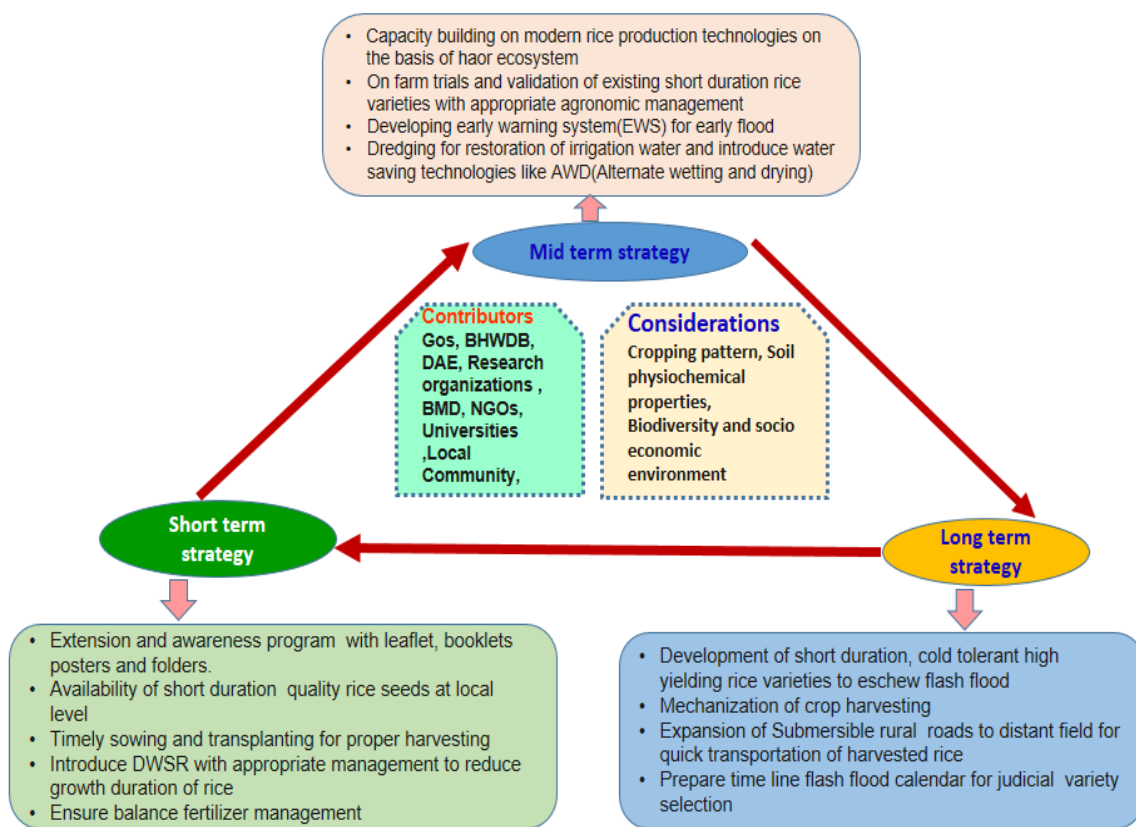 • Capacity building on modern rice production technologies on
the basis of haor ecosystem
• On farm trials and validation of existing short duration rice
varieties with appropriate agronomic management
• Developing early warning system(EWS) for early flood
• Dredging for restoration of irrigation water and introduce water
saving technologies like AWD(Alternate wetting and drying)
Mid term strategy
Contributors
Gos, BHWDB,
DAE, Research
organizations ,
BMD, NGOs,
Universities
,Local
Community,
Considerations
Cropping pattern, Soil
physiochemical
properties,
Biodiversity and socio
economic
environment
Short term
strategy
Long term
strategy
• Extension and awareness program with leaflet, booklets
posters and folders.
• Availability of short duration quality rice seeds at local
level
• Timely sowing and transplanting for proper harvesting
• Introduce DWSR with appropriate management to reduce
growth duration of rice
• Ensure balance fertilizer management
• Development of short duration, cold tolerant high
yielding rice varieties to eschew flash flood
• Mechanization of crop harvesting
• Expansion of Submersible rural roads to distant field for
quick transportation of harvested rice
• Prepare time line flash flood calendar for judicial variety
selection